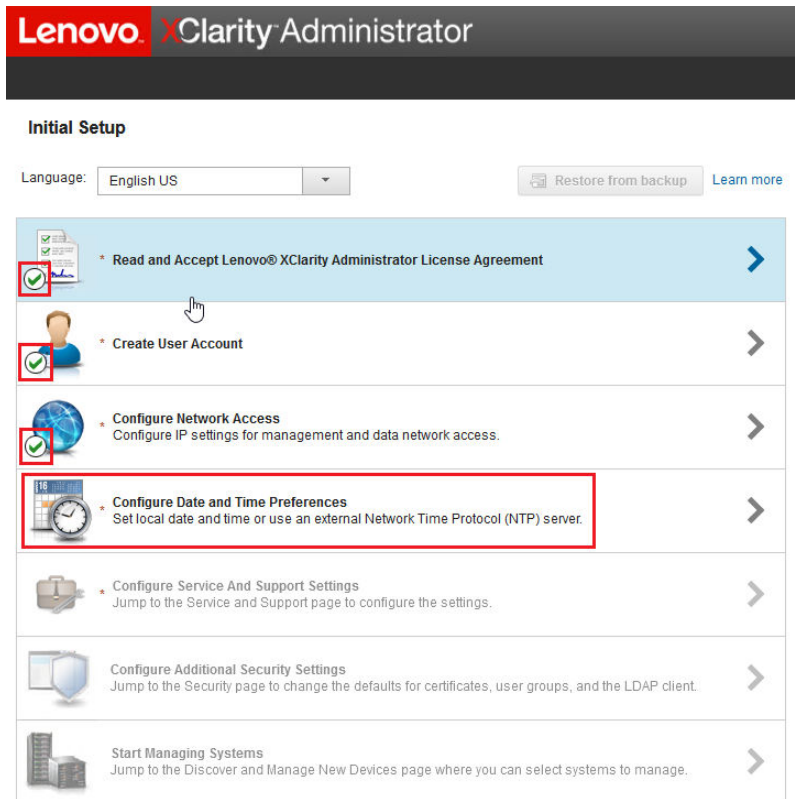 Lenovo. XClarity Administrator
Initial Setup
Language: English US Restore from backup Learn more
* Read and Accept Lenovo® XClarity Administrator License Agreement
* Create User Account
* Configure Network Access
Configure IP settings for management and data network access.
16
* Configure Date and Time Preferences
Set local date and time or use an external Network Time Protocol (NTP) server.
* Configure Service And Support Settings
Jump to the Service and Support page to configure the settings.
Configure Additional Security Settings
Jump to the Security page to change the defaults for certificates, user groups, and the LDAP client.
Start Managing Systems
Jump to the Discover and Manage New Devices page where you can select systems to manage.